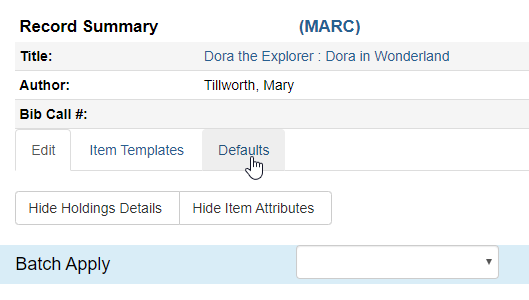 Record Summary (MARC)
Title: Dora the Explorer : Dora in Wonderland
Author: Tillworth, Mary
Bib Call #:
Edit Item Templates Defaults
Hide Holdings Details Hide Item Attributes
Batch Apply